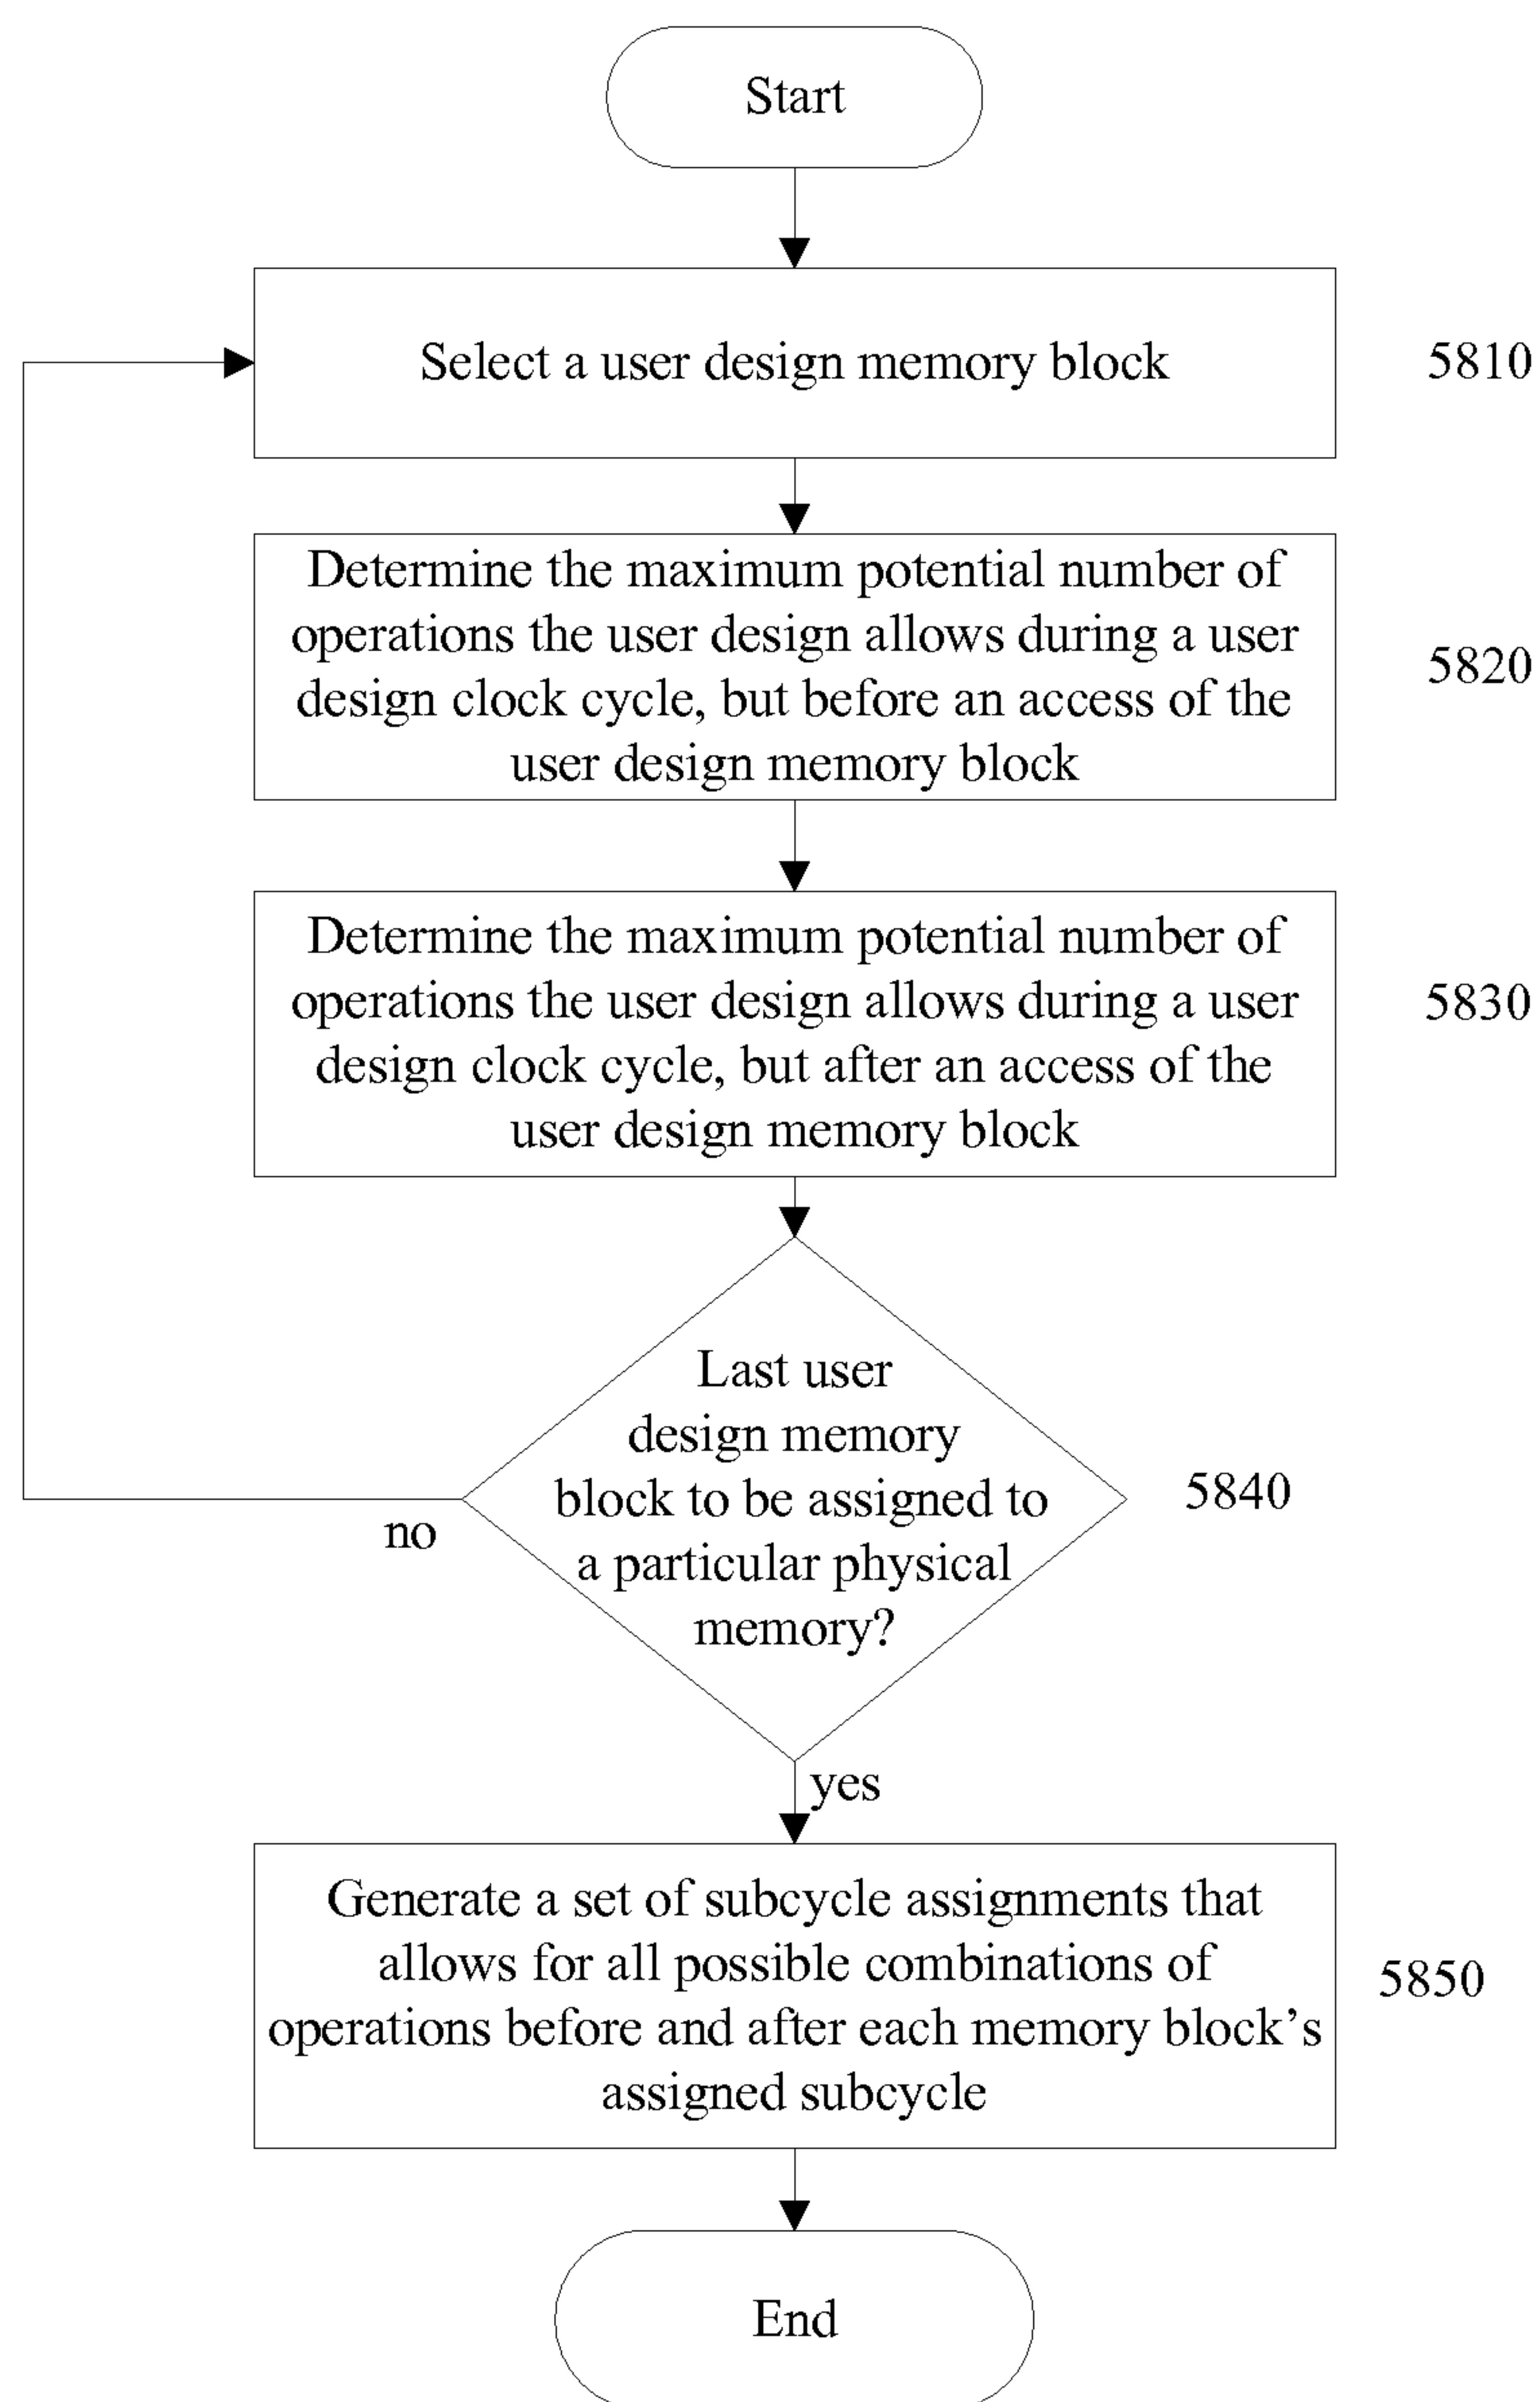 Start
Select a user design memory block
5810
Determine the maximum potential number of
operations the user design allows during a user
design clock cycle, but before an access of the
user design memory block
5820
Determine the maximum potential number of
operations the user design allows during a user
design clock cycle, but after an access of the
user design memory block
5830
Last user
design memory
block to be assigned to
a particular physical
memory?
5840
no
yes
Generate a set of subcycle assignments that
allows for all possible combinations of
operations before and after each memory block’s
assigned subcycle
5850
End